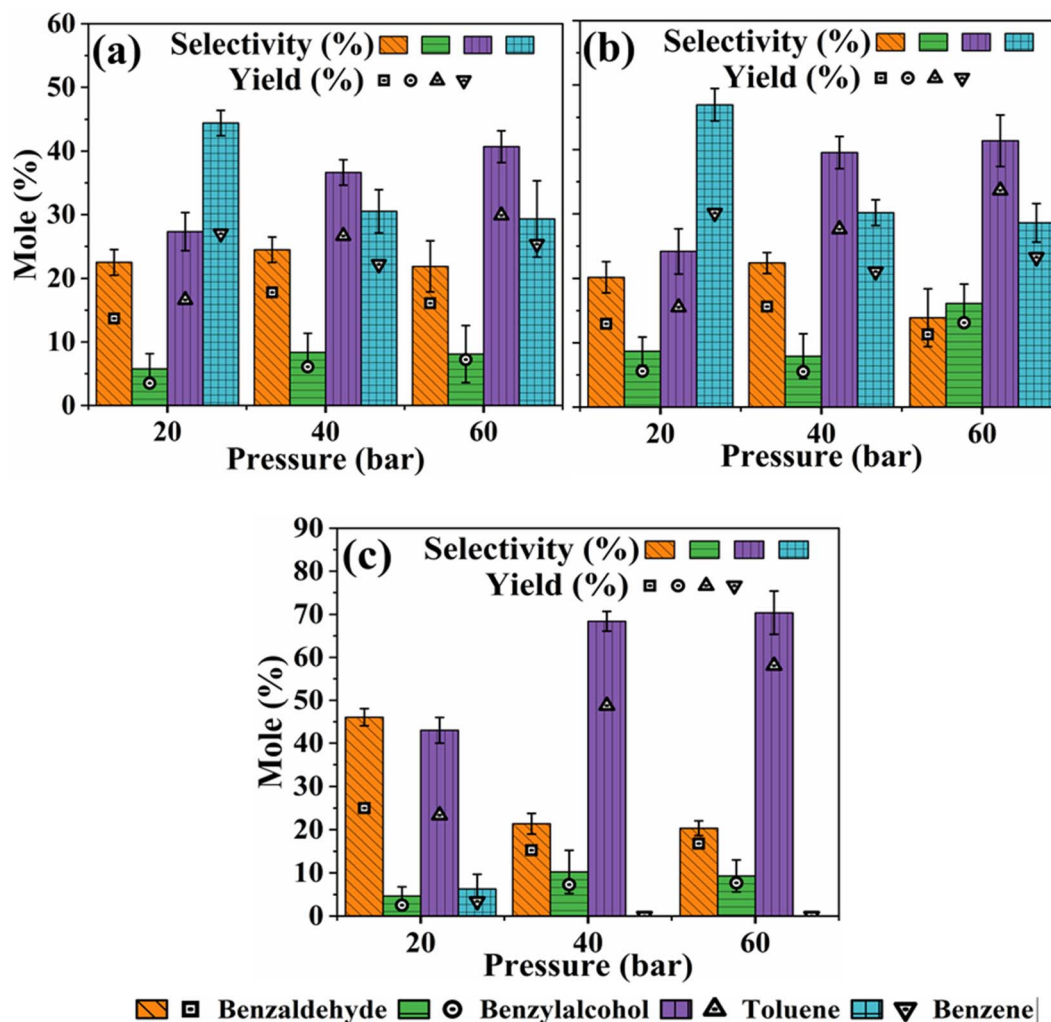 60
50
40
30
20
10
0
Mole (%)
(a)
Selectivity (%)
Yield (%)
20 40 60
Pressure (bar)
(b)
Selectivity (%)
Yield (%)
20 40 60
Pressure (bar)
90
80
70
60
50
40
30
20
10
0
Mole (%)
(c)
Selectivity (%)
Yield (%)
20 40 60
Pressure (bar)
Benzaldehyde Benzylalcohol Toluene Benzene